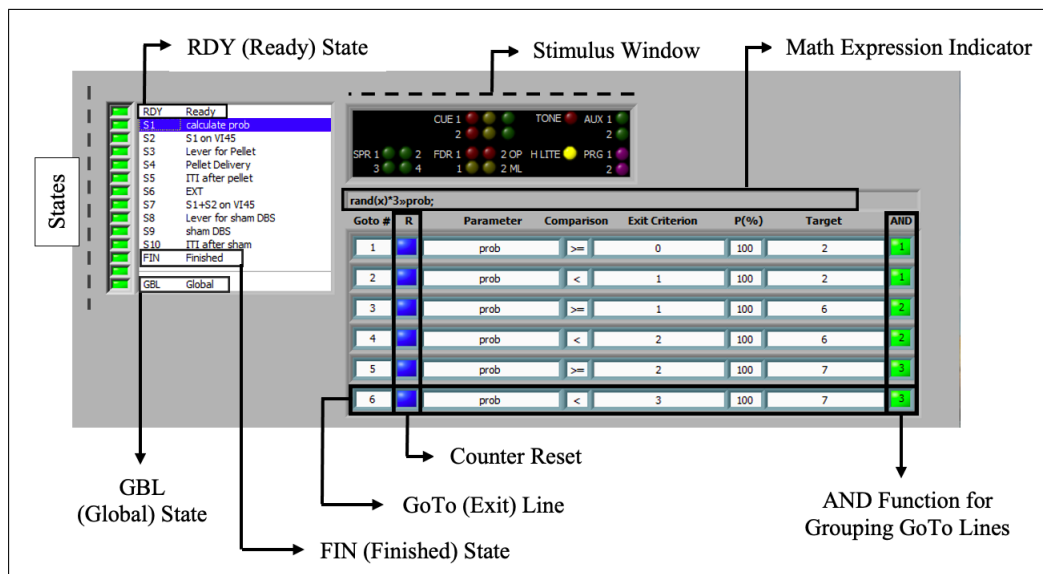 RDY (Ready) State
Stimulus Window
Math Expression Indicator
States
RDY Ready
S1 calculate prob
S2 S1 on VI45
S3 Lever for Pellet
S4 Pellet Delivery
S5 ITI after pellet
S6 EXT
S7 S1+S2 on VI45
S8 Lever for sham DBS
S9 sham DBS
S10 ITI after sham
FIN Finished
GBL Global
CUE 1 TONE AUX 1
2 2
SPR 1 2 FDR 1 2 OP H LITE PRG 1
3 4 1 2 ML 2
rand(x)*3»prob;
Goto # R Parameter Comparison Exit Criterion P(%) Target AND
1 prob >= 0 100 2 1
2 prob < 1 100 2 1
3 prob >= 1 100 6 2
4 prob < 2 100 6 2
5 prob >= 2 100 7 3
6 prob < 3 100 7 3
Counter Reset
GBL
(Global) State
GoTo (Exit) Line
AND Function for
Grouping GoTo Lines
FIN (Finished) State